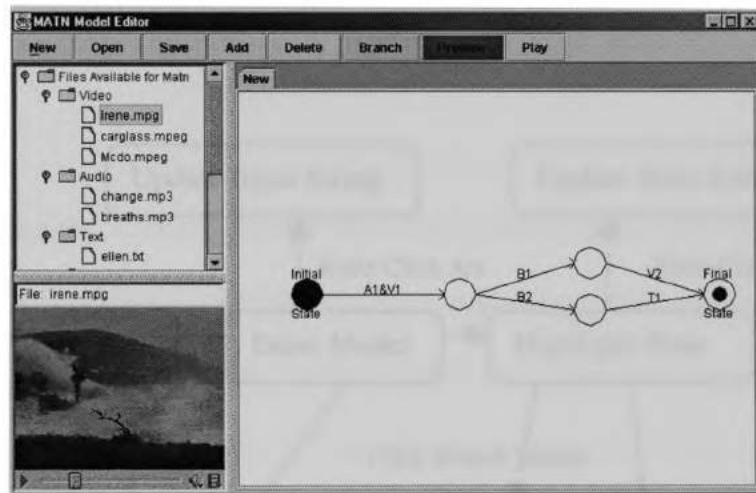 MATN Model Editor
New Open Save Add Delete Branch Preview Play
Files Available for Matn
Video
irene.mpg
carglass.mpeg
Mcdo.mpeg
Audio
change.mp3
breaths.mp3
Text
ellen.txt
File: irene.mpg
New
Initial
State
A1&V1
B1
B2
V2
T1
Final
State